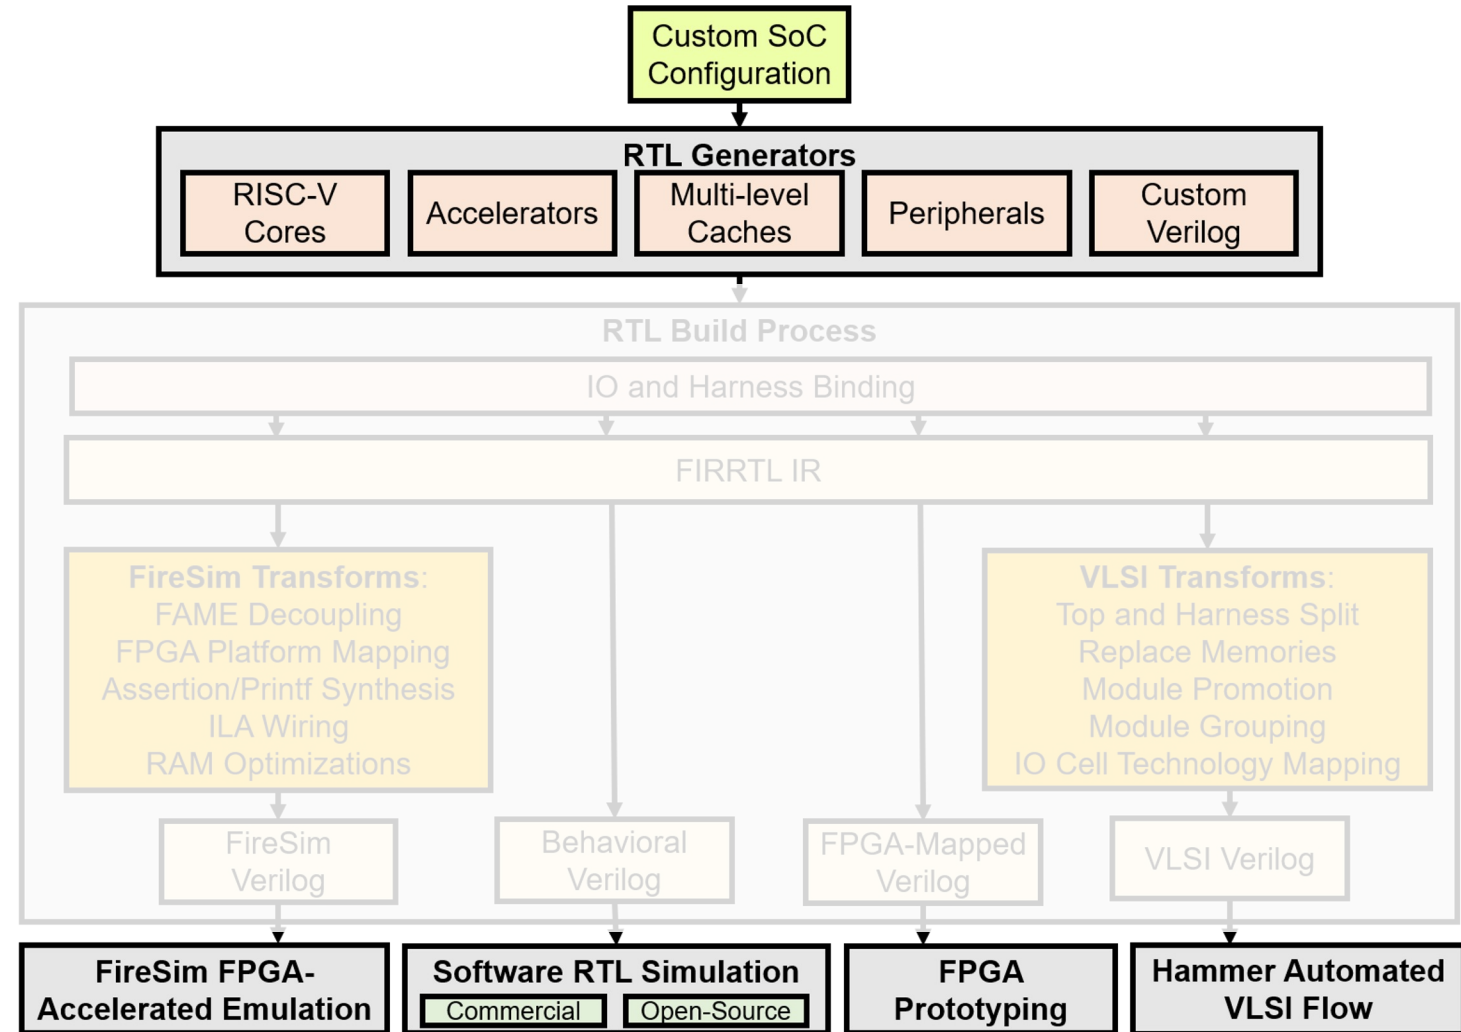 Custom SoC
Configuration
RTL Generators
RISC-V
Cores
Accelerators
Multi-level
Caches
Peripherals
Custom
Verilog
RTL Build Process
IO and Harness Binding
FIRRTL IR
FireSim Transforms:
FAME Decoupling
FPGA Platform Mapping
Assertion/Printf Synthesis
ILA Wiring
RAM Optimizations
VLSI Transforms:
Top and Harness Split
Replace Memories
Module Promotion
Module Grouping
IO Cell Technology Mapping
FireSim
Verilog
Behavioral
Verilog
FPGA-Mapped
Verilog
VLSI Verilog
FireSim FPGA-
Accelerated Emulation
Software RTL Simulation
Commercial
Open-Source
FPGA
Prototyping
Hammer Automated
VLSI Flow